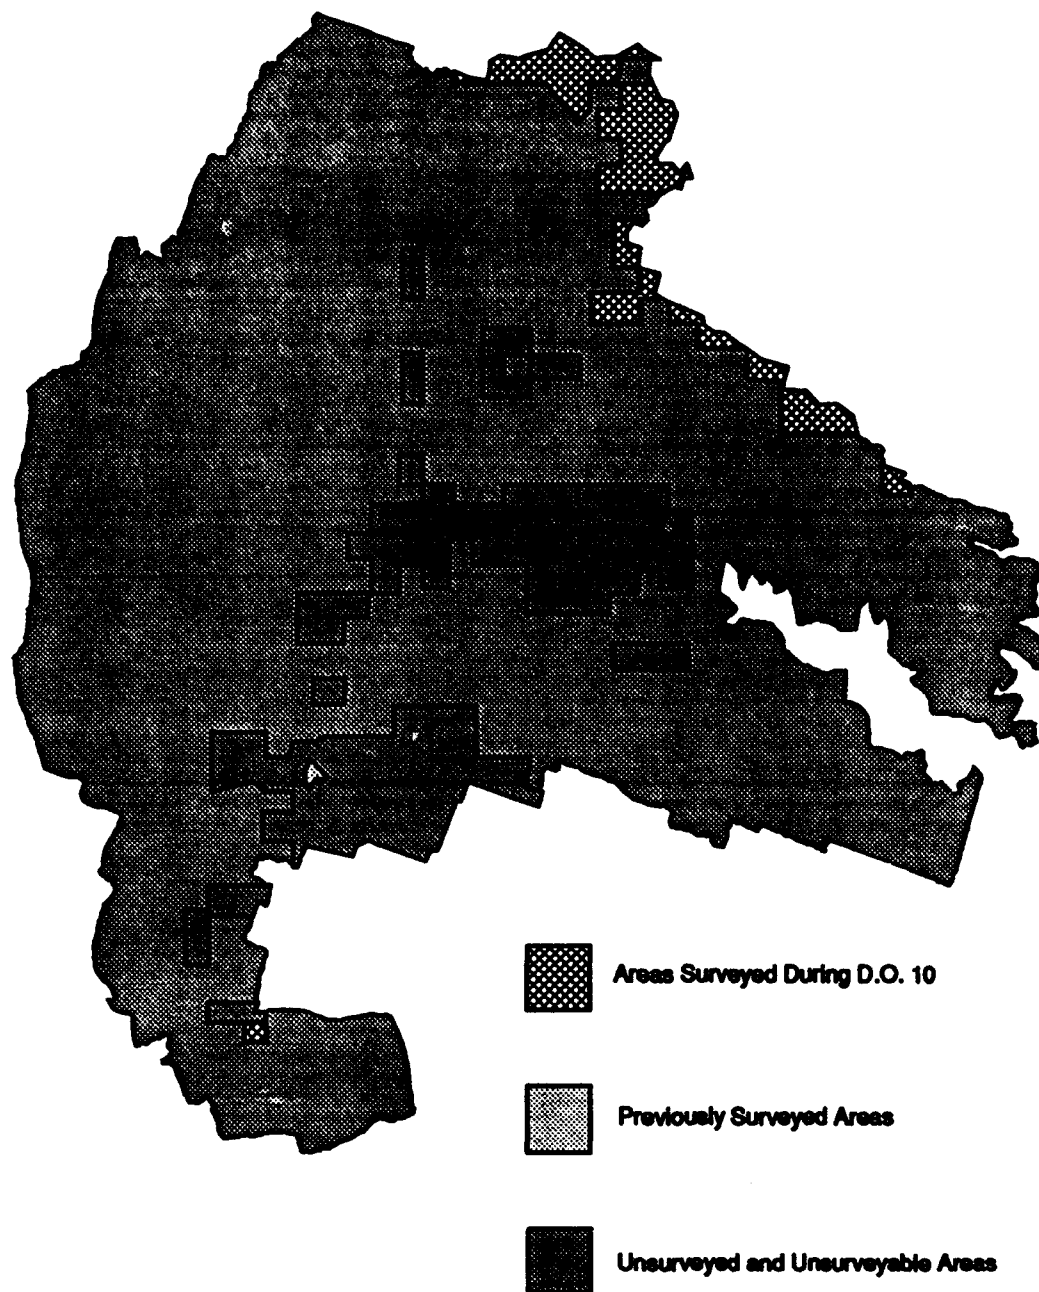 Areas Surveyed During D.O. 10
Previously Surveyed Areas
Unsurveyed and Unsurveyable Areas